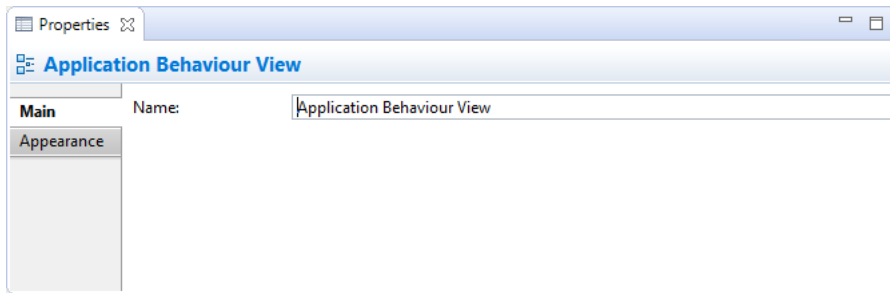 Properties
Application Behaviour View
Main
Name: Application Behaviour View
Appearance